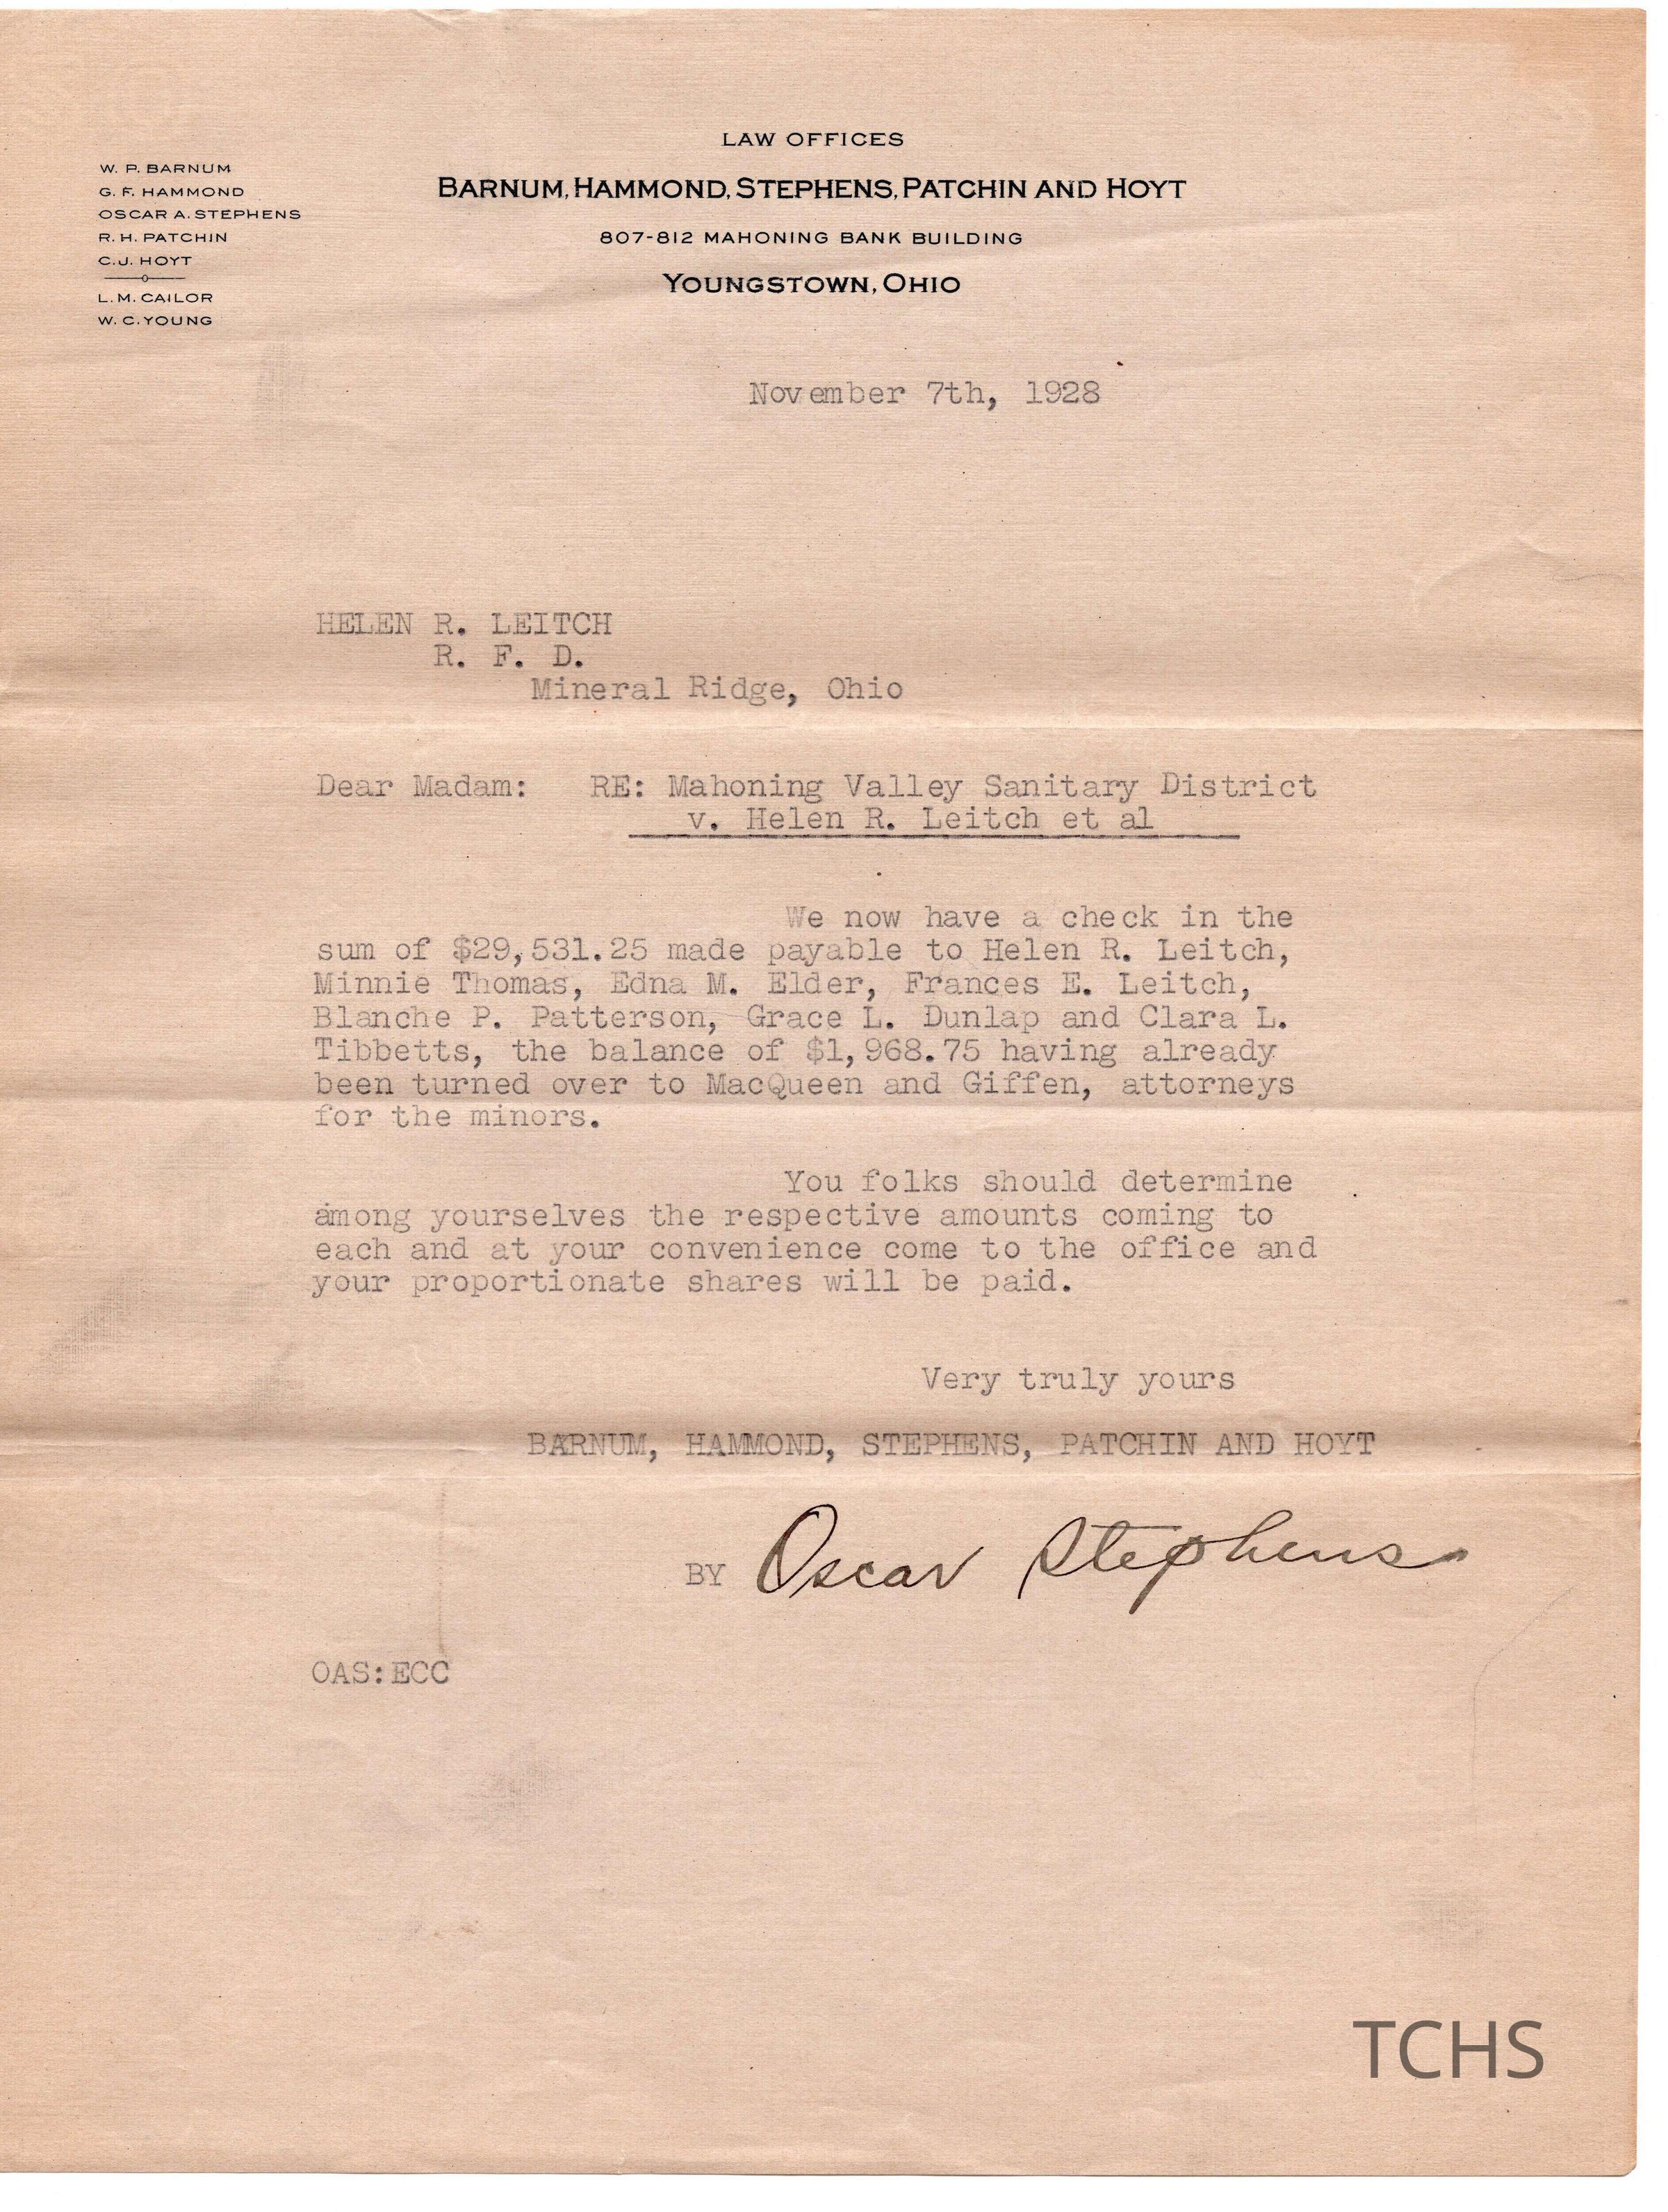 LAW OFFICES
BARNUM, HAMMOND, STEPHENS, PATCHIN AND HOYT
807-812 MAHONING BANK BUILDING
YOUNGSTOWN, OHIO
W. P. BARNUM
G. F. HAMMOND
OSCAR A. STEPHENS
R. H. PATCHIN
C. J. HOYT
L. M. CAILOR
W. C. YOUNG
November 7th, 1928
HELEN R. LEITCH
R. F. D.
Mineral Ridge, Ohio
Dear Madam: RE: Mahoning Valley Sanitary District
v. Helen R. Leitch et al
We now have a check in the
sum of $29,531.25 made payable to Helen R. Leitch,
Minnie Thomas, Edna M. Elder, Frances E. Leitch,
Blanche P. Patterson, Grace L. Dunlap and Clara L.
Tibbetts, the balance of $1,968.75 having already
been turned over to MacQueen and Giffen, attorneys
for the minors.
You folks should determine
among yourselves the respective amounts coming to
each and at your convenience come to the office and
your proportionate shares will be paid.
Very truly yours
BARNUM, HAMMOND, STEPHENS, PATCHIN AND HOYT
BY Oscar Stephens
OAS:ECC
TCHS